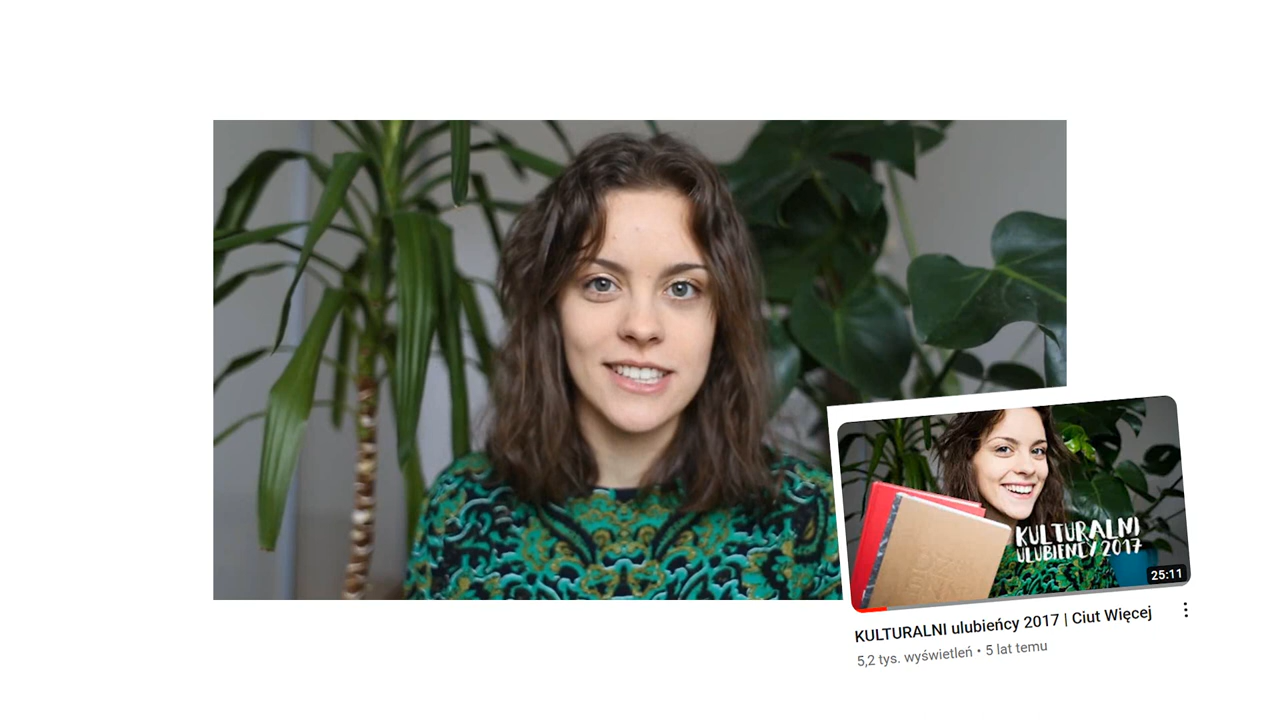 KULTURALNI
ULUBIEŃCY 2017
25:11
KULTURALNI ulubieńcy 2017 | Ciut Więcej
5,2 tys. wyświetleń • 5 lat temu